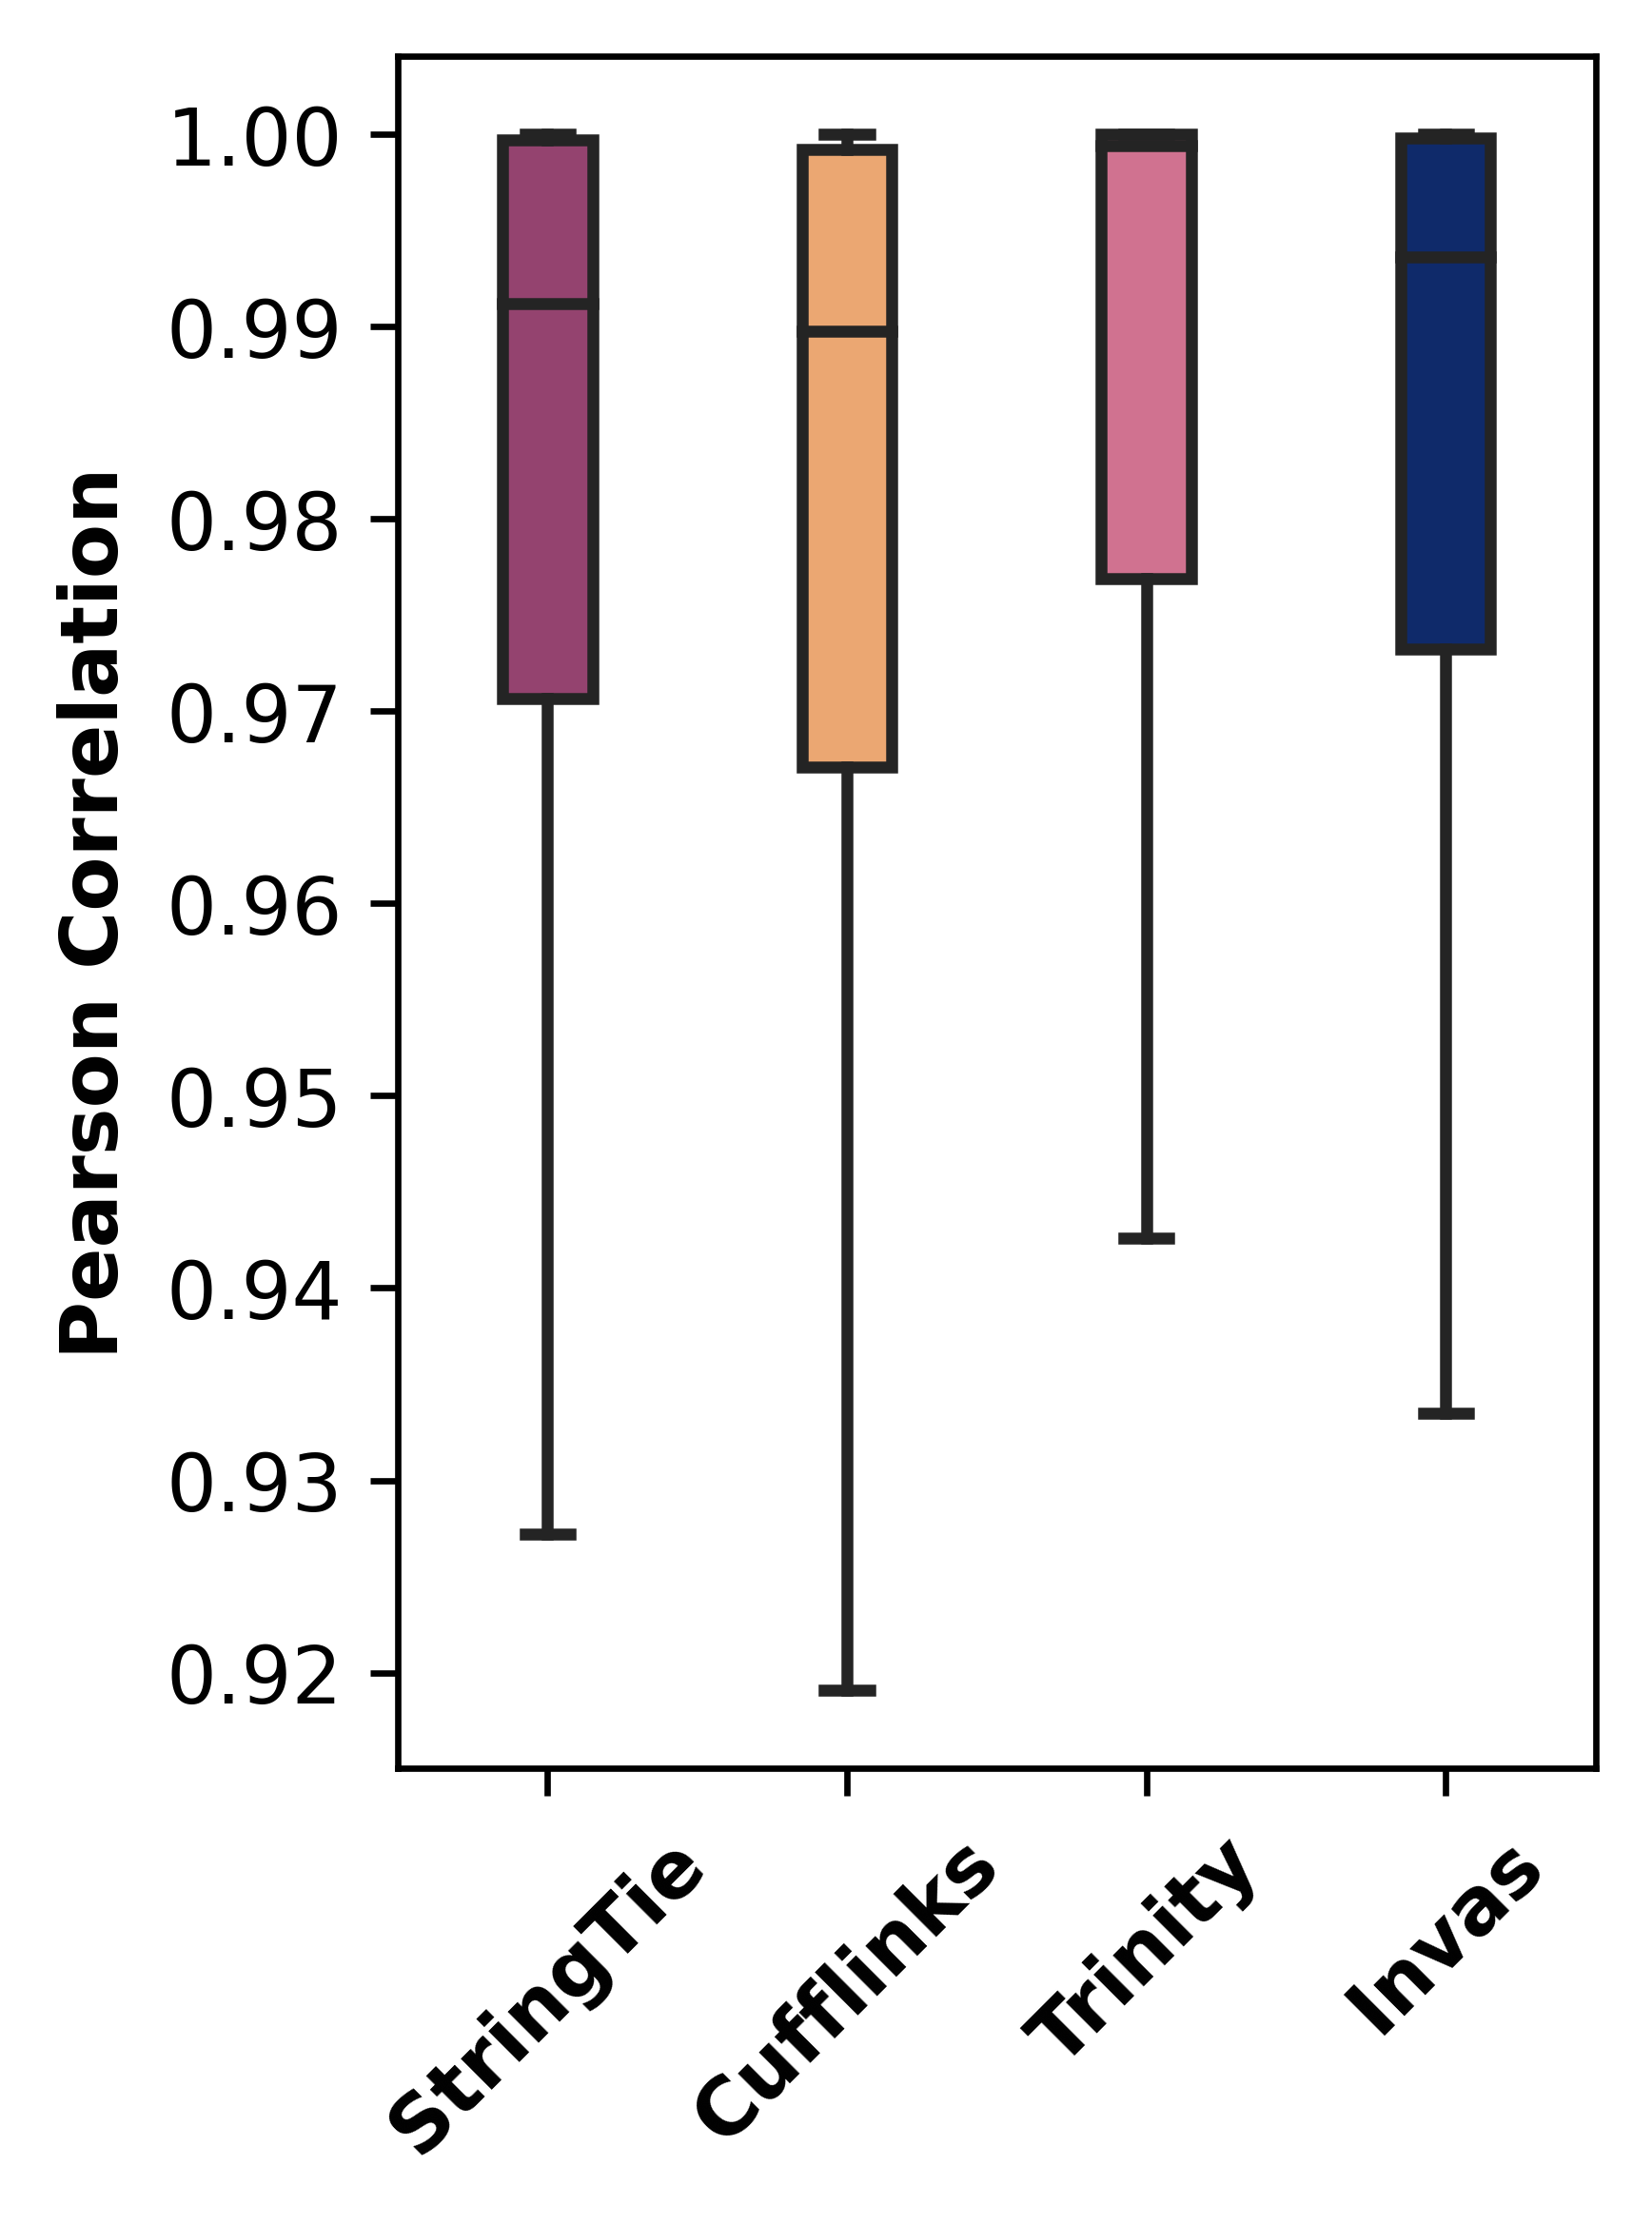 Pearson Correlation
1.00
0.99
0.98
0.97
0.96
0.95
0.94
0.93
0.92
StringTie
Cufflinks
Trinity
Invas